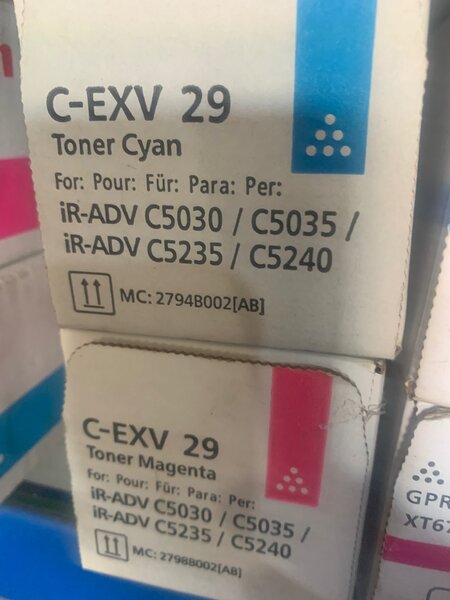 C-EXV 29
Toner Cyan
For: Pour: Für: Para: Per:
iR-ADV C5030 / C5035 /
iR-ADV C5235 / C5240
MC: 2794B002[AB]
C-EXV 29
Toner Magenta
For: Pour: Für: Para: Per:
iR-ADV C5030 / C5035 /
iR-ADV C5235 / C5240
MC: 2798B002[AB]
GPR
XT67